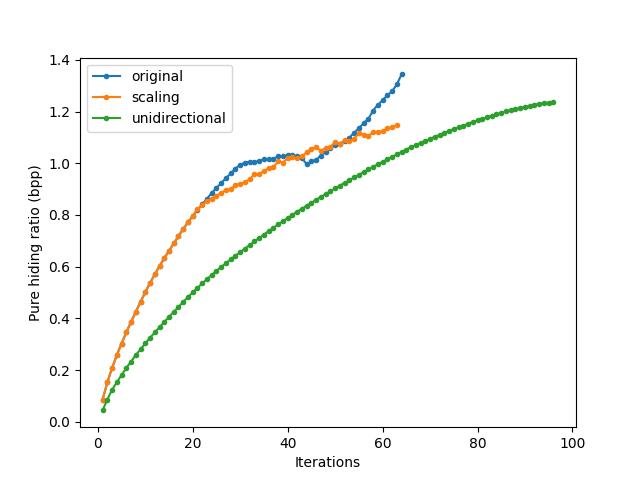 original
scaling
unidirectional
1.4
1.2
1.0
0.8
0.6
0.4
0.2
0.0
Pure hiding ratio (bpp)
0 20 40 60 80 100
Iterations